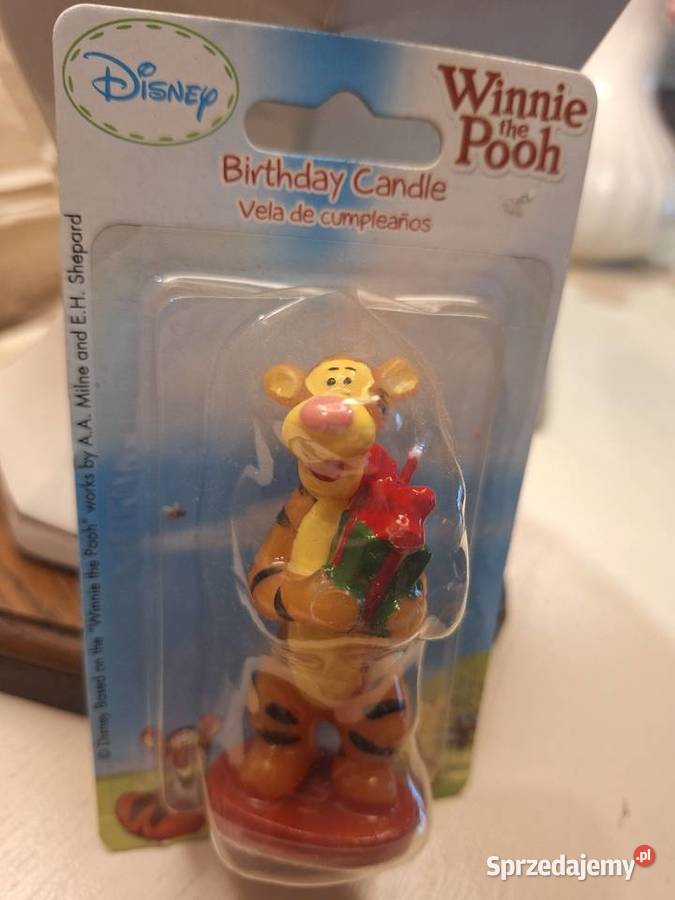 Disney
Winnie
the
Pooh
Birthday Candle
Vela de cumpleaños
© Disney Based on the "Winnie the Pooh" works by A.A. Milne and E.H. Shepard
Sprzedajemy.pl